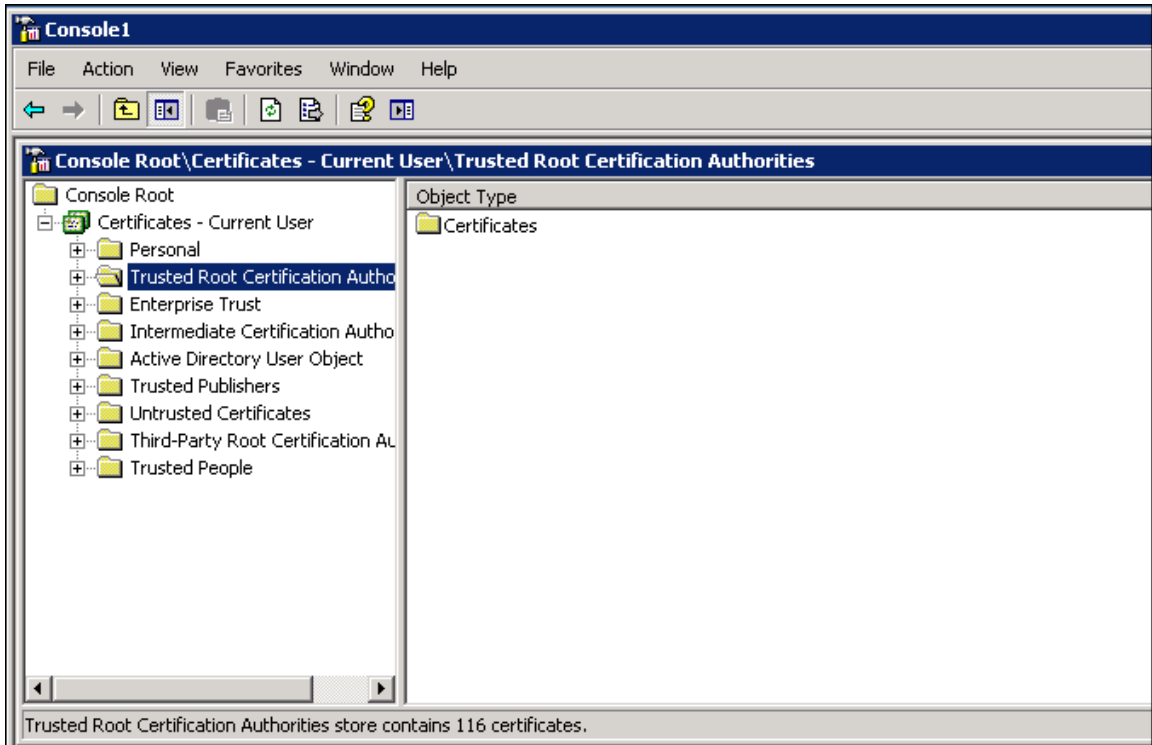 Console1
File Action View Favorites Window Help
Console Root\Certificates - Current User\Trusted Root Certification Authorities
Console Root
Object Type
Certificates - Current User
Certificates
Personal
Trusted Root Certification Autho
Enterprise Trust
Intermediate Certification Autho
Active Directory User Object
Trusted Publishers
Untrusted Certificates
Third-Party Root Certification Au
Trusted People
Trusted Root Certification Authorities store contains 116 certificates.